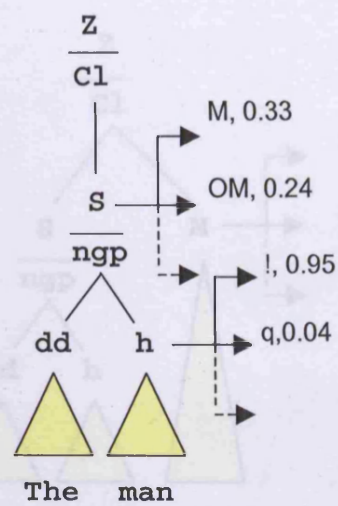 Z
Cl
M, 0.33
S
OM, 0.24
ngp
!, 0.95
dd h
q,0.04
The man